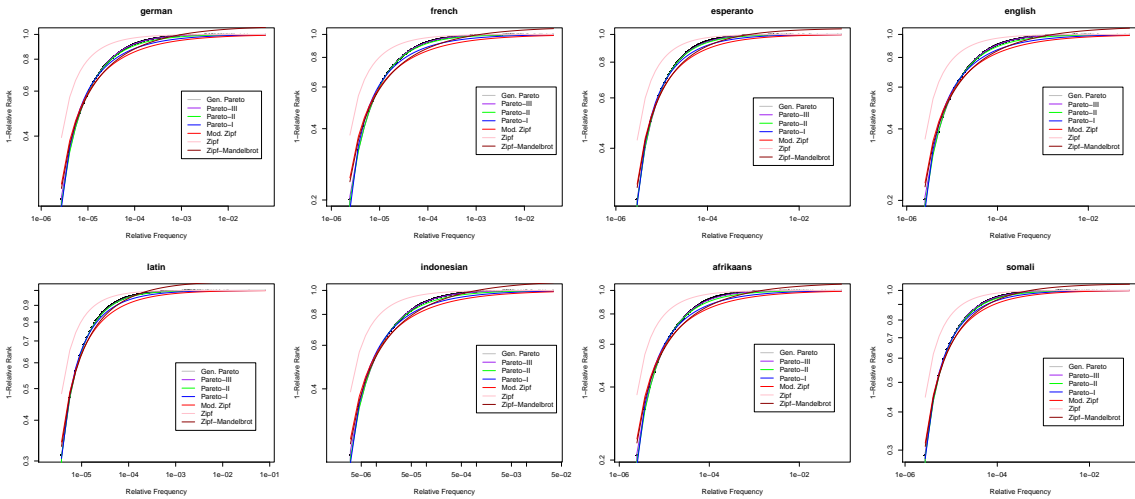 german
1−Relative Rank
0.4
0.6
0.8
1.0
Gen. Pareto
Pareto−III
Pareto−II
Pareto−I
Mod. Zipf
Zipf
Zipf−Mandelbrot
1e−06
1e−05
1e−04
1e−03
1e−02
Relative Frequency
french
1−Relative Rank
0.2
0.4
0.6
0.8
1.0
Gen. Pareto
Pareto−III
Pareto−II
Pareto−I
Mod. Zipf
Zipf
Zipf−Mandelbrot
1e−06
1e−05
1e−04
1e−03
1e−02
Relative Frequency
esperanto
1−Relative Rank
0.4
0.6
0.8
1.0
Gen. Pareto
Pareto−III
Pareto−II
Pareto−I
Mod. Zipf
Zipf
Zipf−Mandelbrot
1e−06
1e−04
1e−02
Relative Frequency
english
1−Relative Rank
0.2
0.4
0.6
0.8
1.0
Gen. Pareto
Pareto−III
Pareto−II
Pareto−I
Mod. Zipf
Zipf
Zipf−Mandelbrot
1e−06
1e−04
1e−02
Relative Frequency
latin
1−Relative Rank
0.3
0.4
0.5
0.6
0.7
0.8
0.9
Gen. Pareto
Pareto−III
Pareto−II
Pareto−I
Mod. Zipf
Zipf
Zipf−Mandelbrot
1e−05
1e−04
1e−03
1e−02
1e−01
Relative Frequency
indonesian
1−Relative Rank
0.4
0.6
0.8
1.0
Gen. Pareto
Pareto−III
Pareto−II
Pareto−I
Mod. Zipf
Zipf
Zipf−Mandelbrot
5e−06
5e−05
5e−04
5e−03
5e−02
Relative Frequency
afrikaans
1−Relative Rank
0.2
0.4
0.6
0.8
1.0
Gen. Pareto
Pareto−III
Pareto−II
Pareto−I
Mod. Zipf
Zipf
Zipf−Mandelbrot
1e−06
1e−04
1e−02
Relative Frequency
somali
1−Relative Rank
0.3
0.4
0.5
0.6
0.7
0.8
1.0
Gen. Pareto
Pareto−III
Pareto−II
Pareto−I
Mod. Zipf
Zipf
Zipf−Mandelbrot
1e−06
1e−04
1e−02
Relative Frequency